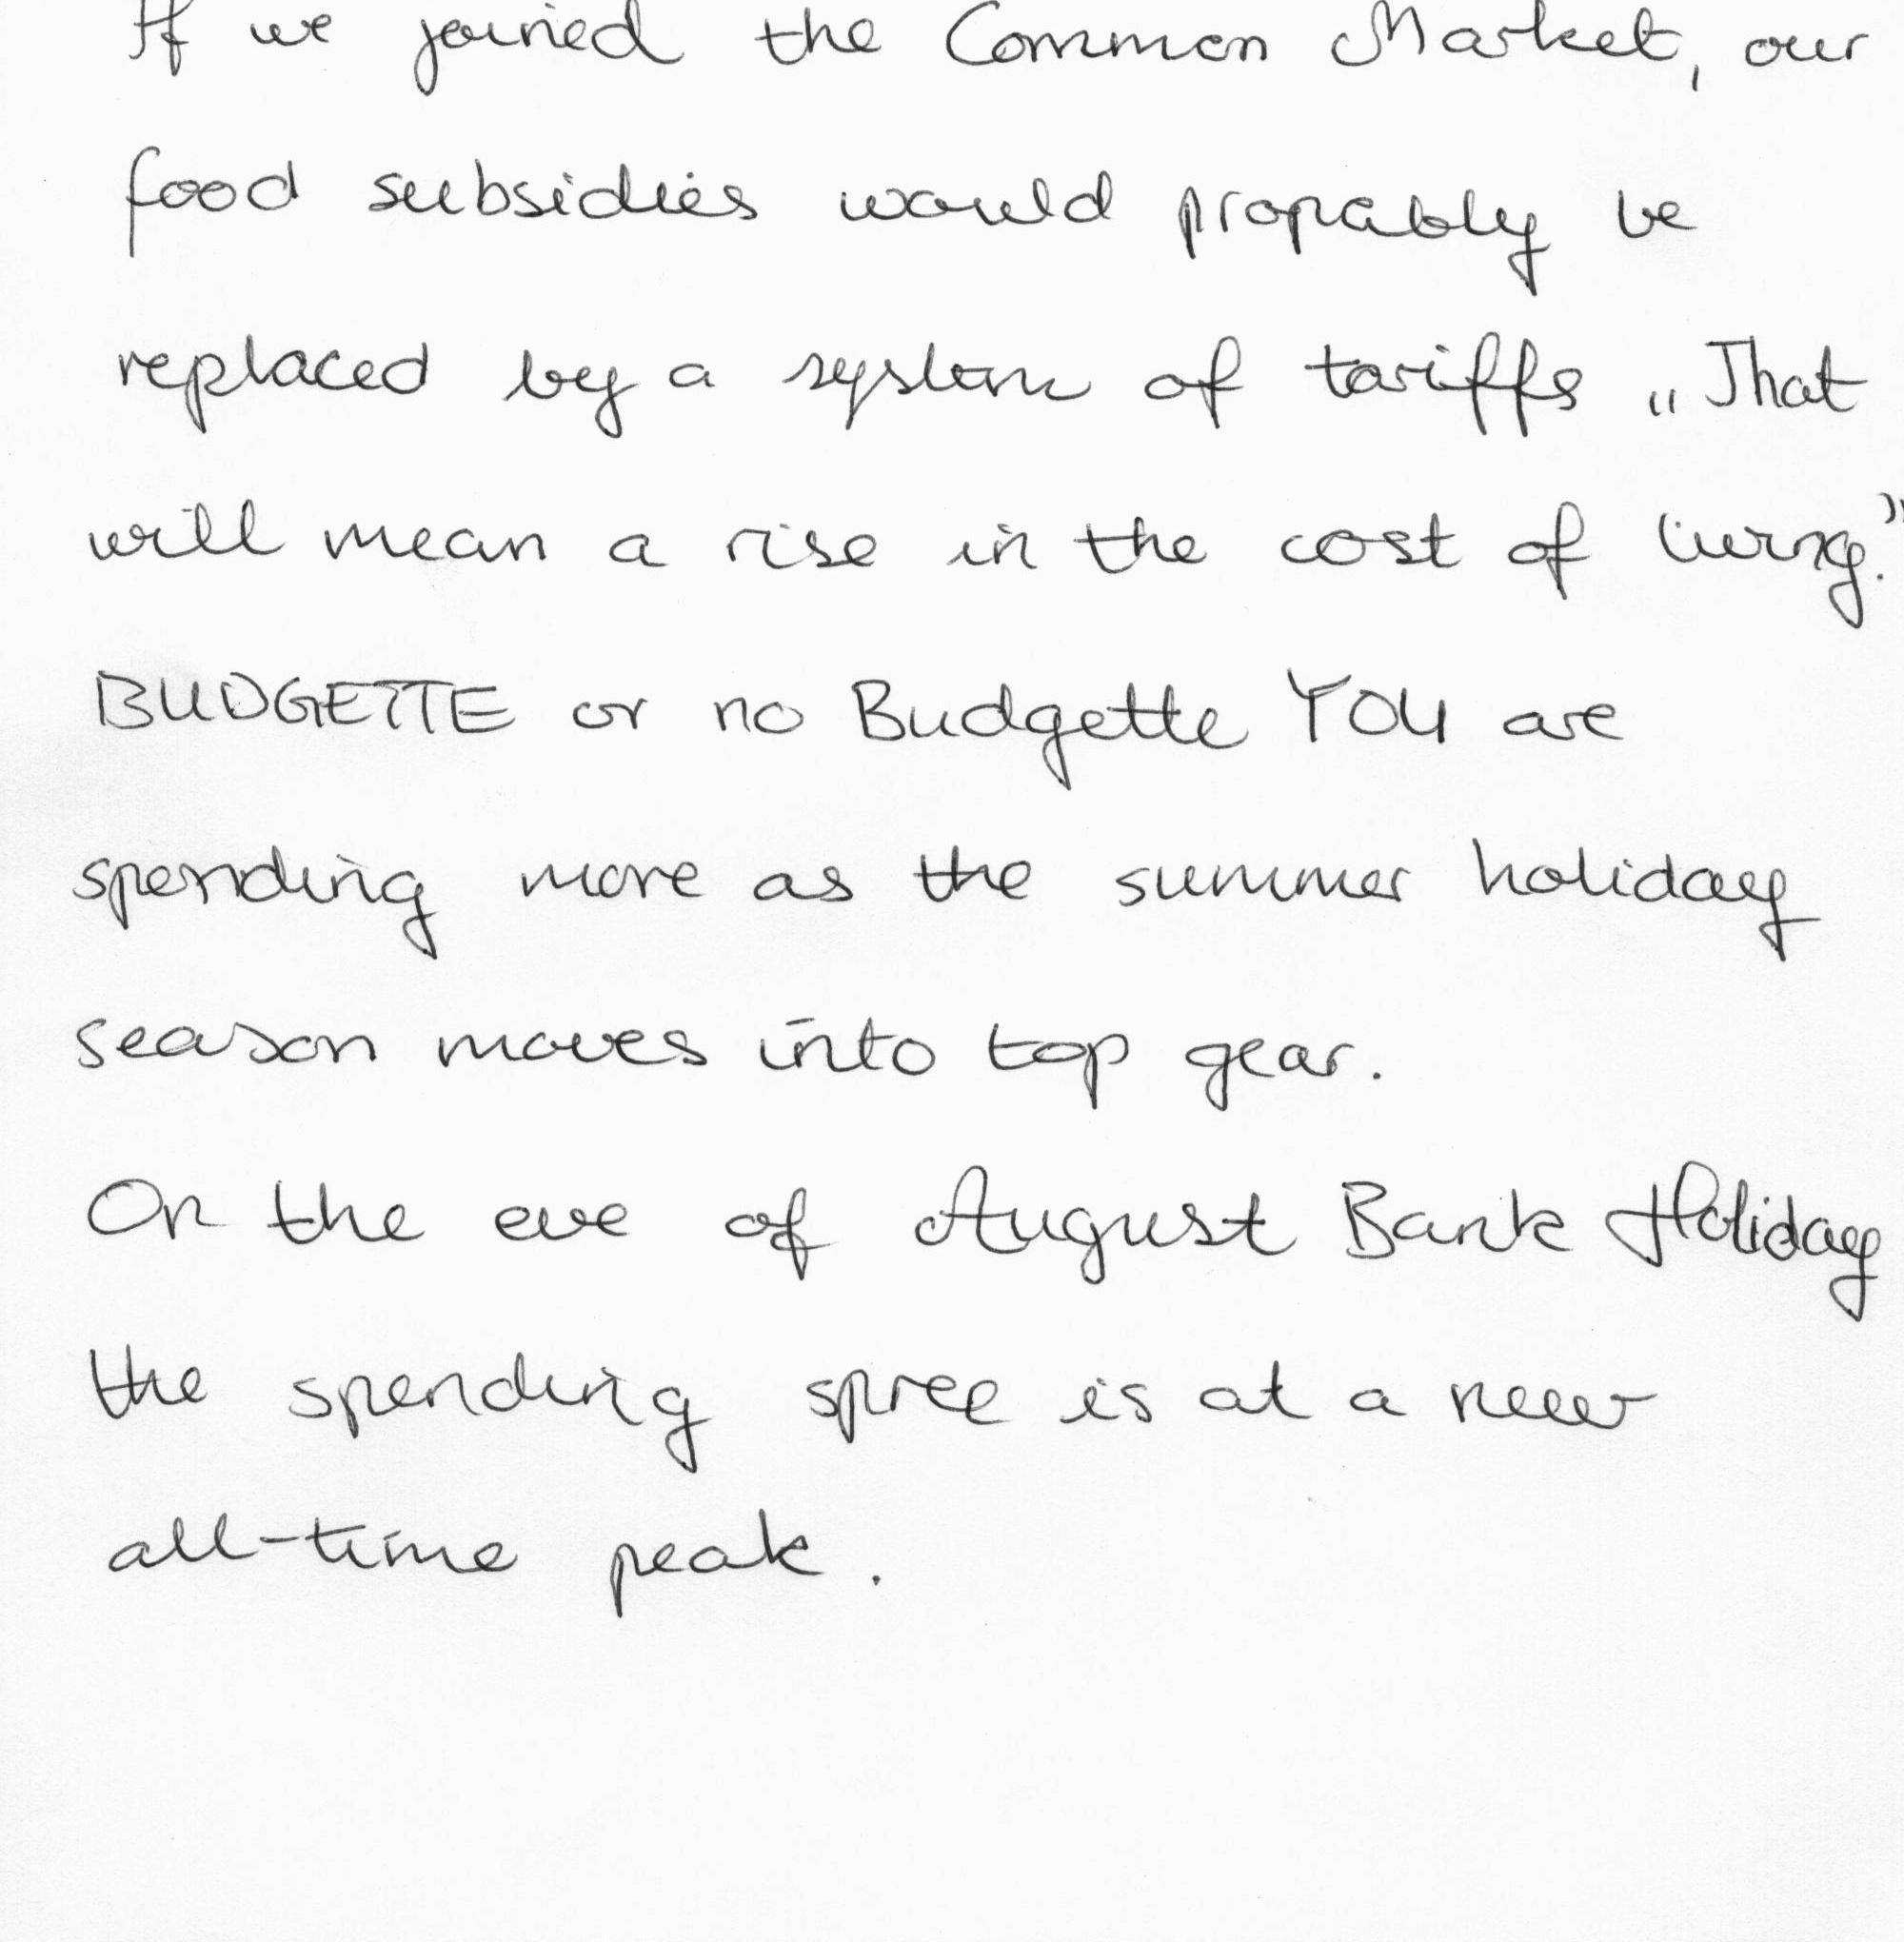 If we joined the Common Market, our
food subsidies would propably be
replaced by a system of tariffs „That
will mean a rise in the cost of living.”
BUDGETTE or no Budgette YOU are
spending more as the summer holiday
season moves into top gear.
On the eve of August Bank Holiday
the spending spree is at a new
all-time peak.